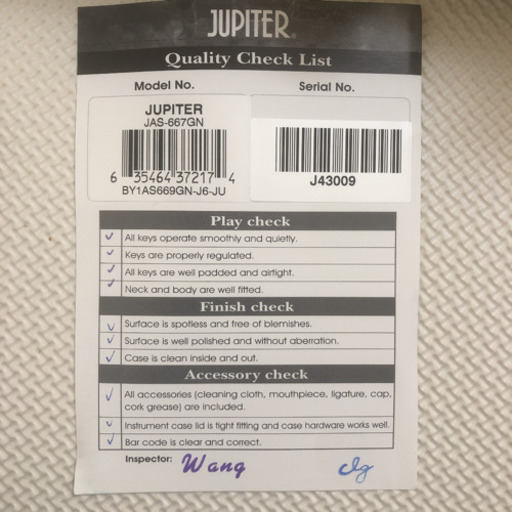 JUPITER®
Quality Check List
Model No.
Serial No.
JUPITER
JAS-667GN
6 35464 37217 4
BY1AS669GN-J6-JU
J43009
Play check
All keys operate smoothly and quietly.
Keys are properly regulated.
All keys are well padded and airtight.
Neck and body are well fitted.
Finish check
Surface is spotless and free of blemishes.
Surface is well polished and without aberration.
Case is clean inside and out.
Accessory check
All accessories (cleaning cloth, mouthpiece, ligature, cap,
cork grease) are included.
Instrument case lid is tight fitting and case hardware works well.
Bar code is clear and correct.
Inspector: Wang